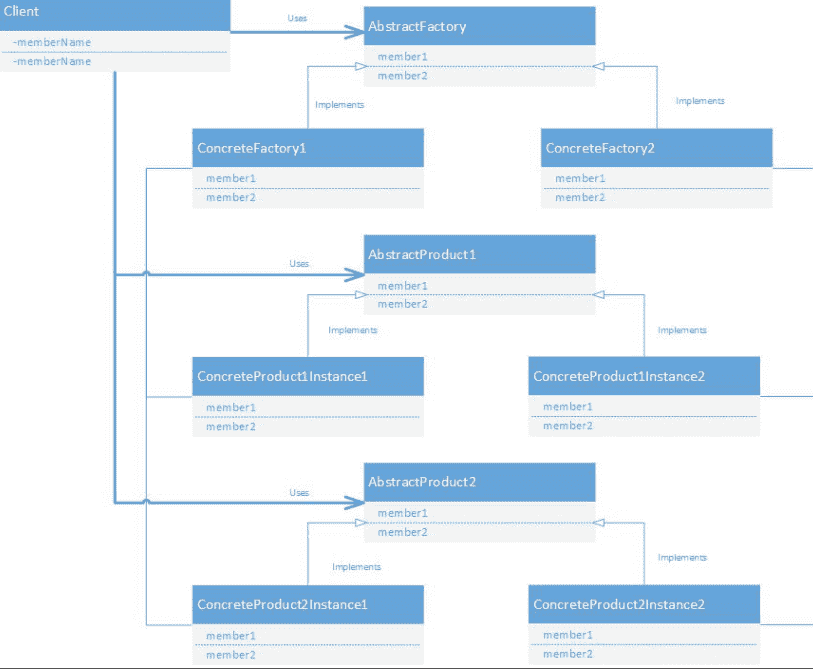 Client
-memberName
-memberName
Uses
AbstractFactory
member1
member2
Implements
Implements
ConcreteFactory1
member1
member2
ConcreteFactory2
member1
member2
Uses
AbstractProduct1
member1
member2
Implements
Implements
ConcreteProduct1Instance1
member1
member2
ConcreteProduct1Instance2
member1
member2
Uses
AbstractProduct2
member1
member2
Implements
Implements
ConcreteProduct2Instance1
member1
member2
ConcreteProduct2Instance2
member1
member2